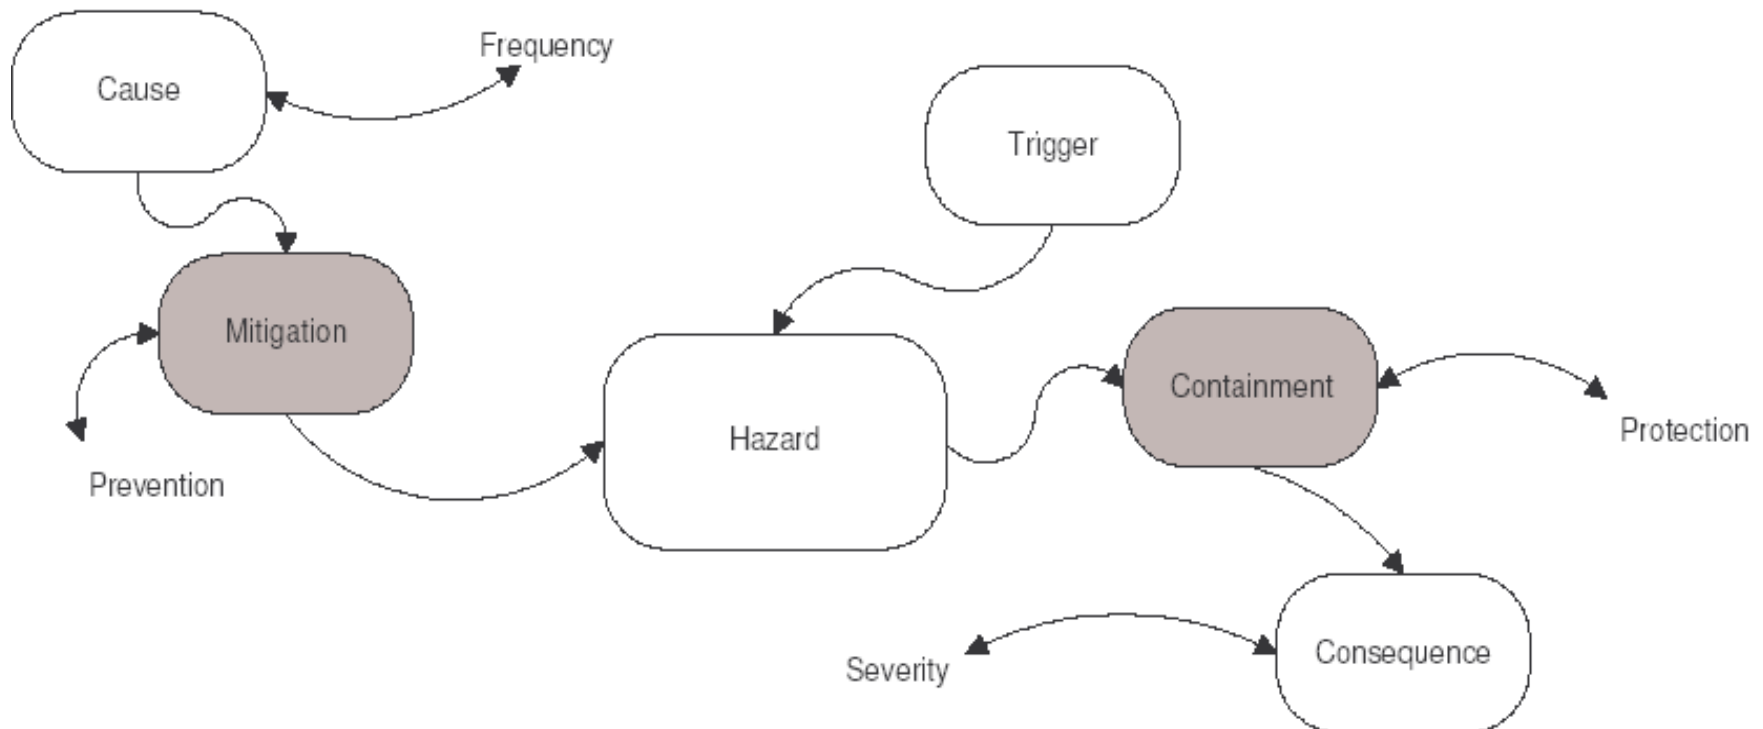 Frequency
Cause
Trigger
Mitigation
Containment
Protection
Hazard
Prevention
Consequence
Severity